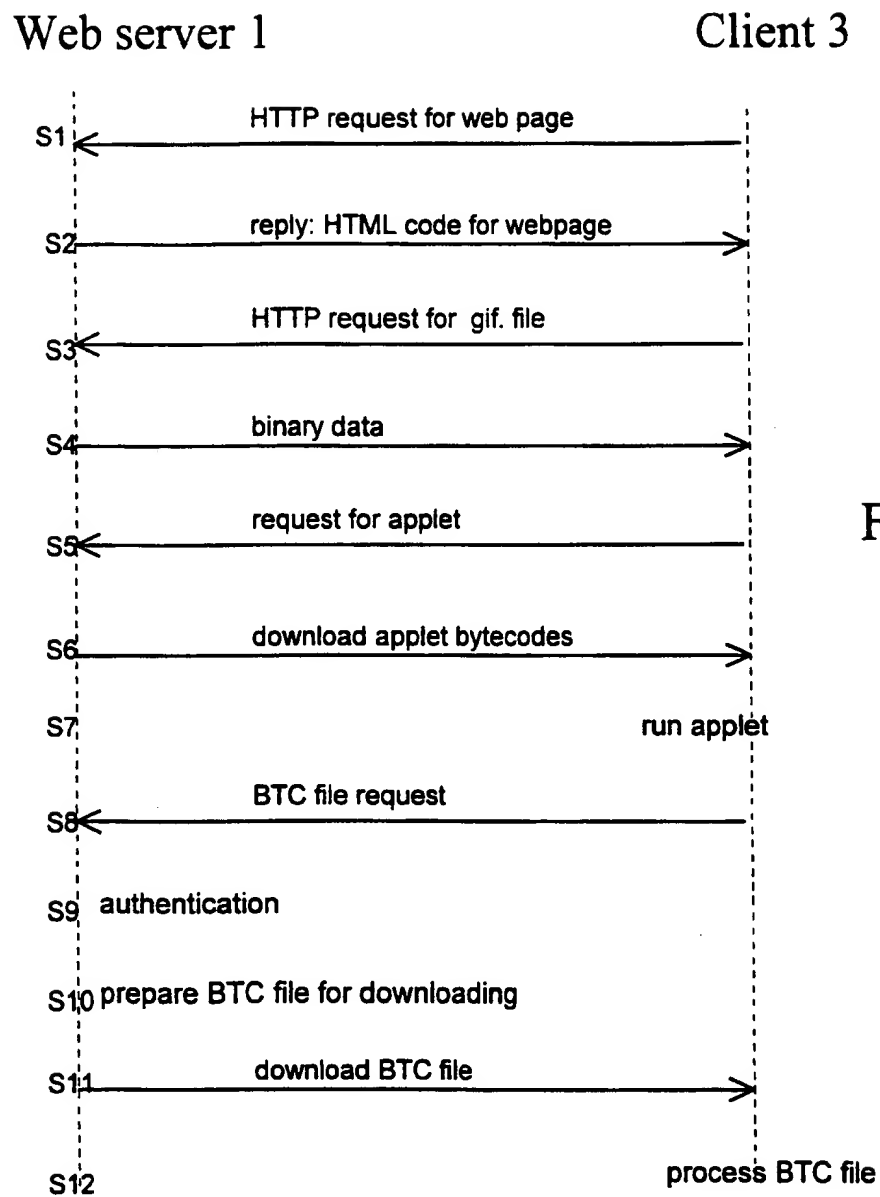 Web server 1
Client 3
S1
HTTP request for web page
S2
reply: HTML code for webpage
S3
HTTP request for gif. file
S4
binary data
S5
request for applet
F
S6
download applet bytecodes
S7
run applet
S8
BTC file request
S9
authentication
S10
prepare BTC file for downloading
S11
download BTC file
S12
process BTC file